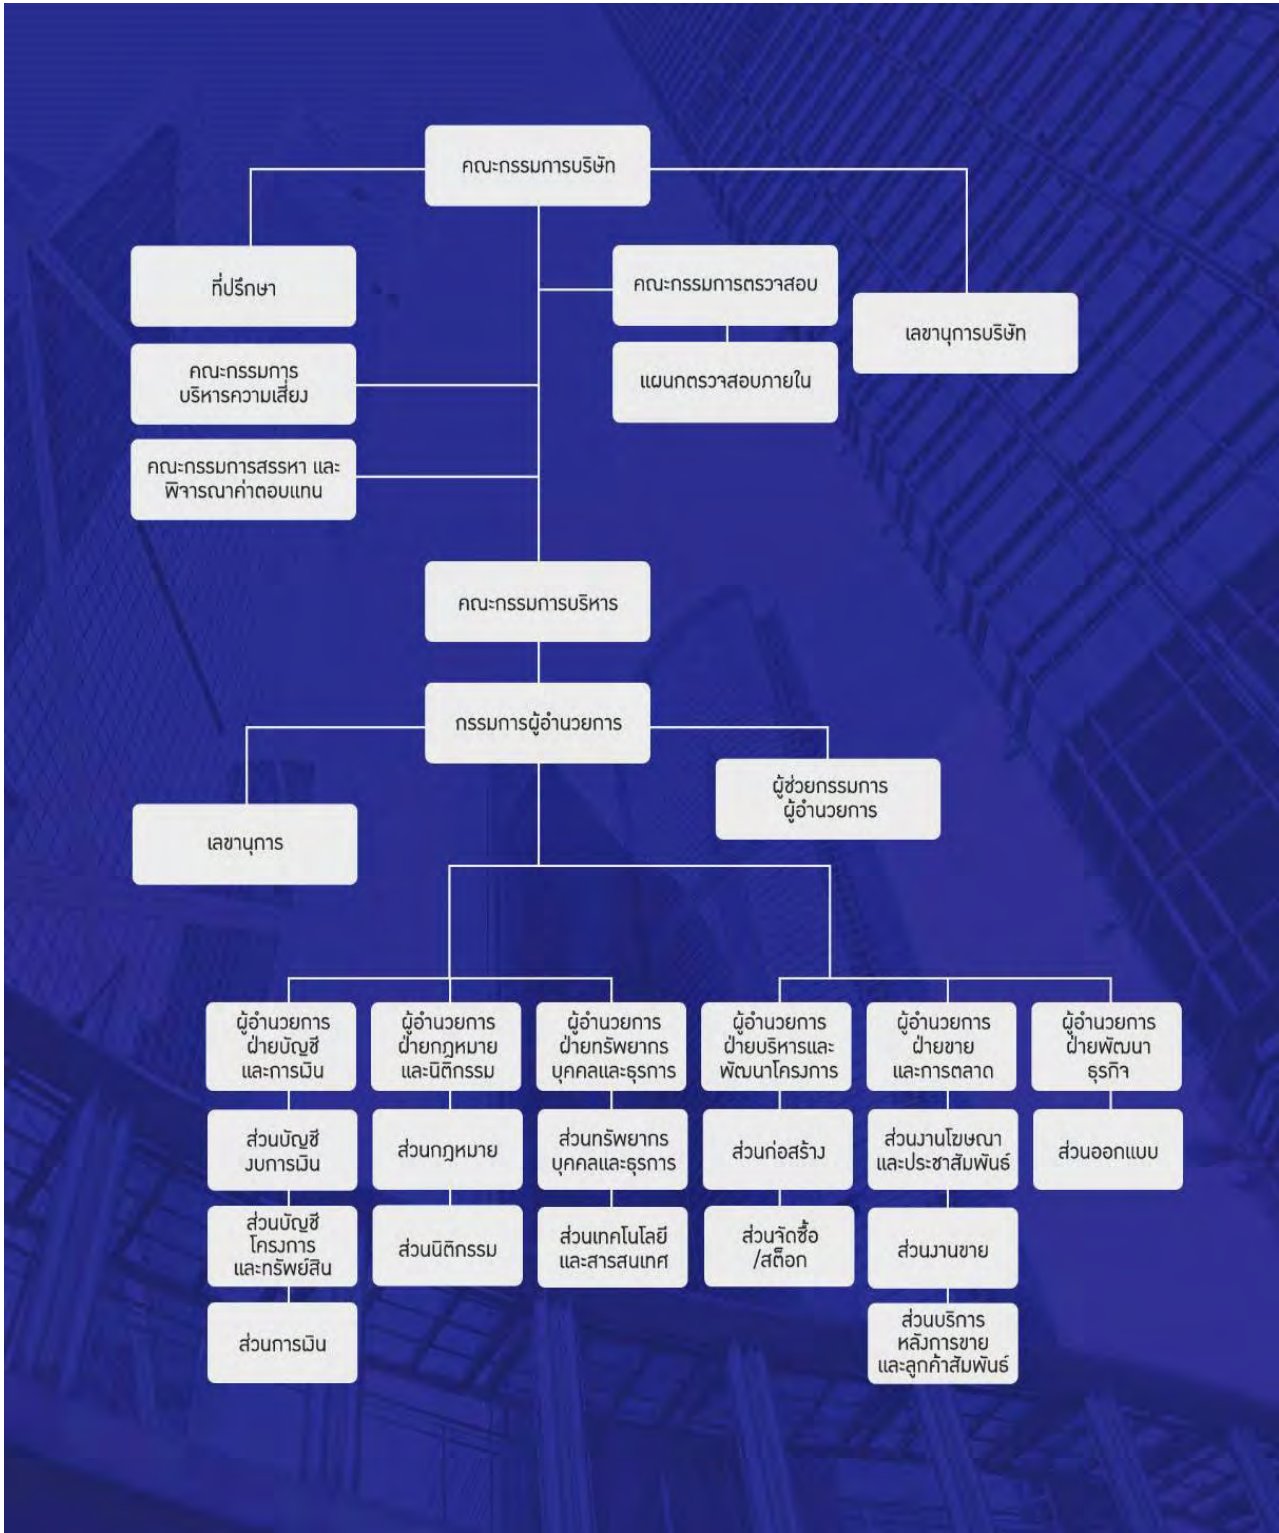 คณะกรรมการบริษัท
ที่ปรึกษา
คณะกรรมการตรวจสอบ
เลขานุการบริษัท
คณะกรรมการ
บริหารความเสี่ยง
แผนกตรวจสอบภายใน
คณะกรรมการสรรหา และ
พิจารณาค่าตอบแทน
คณะกรรมการบริหาร
กรรมการผู้อำนวยการ
ผู้ช่วยกรรมการ
ผู้อำนวยการ
เลขานุการ
ผู้อำนวยการ
ฝ่ายบัญชี
และการเงิน
ผู้อำนวยการ
ฝ่ายกฎหมาย
และนิติกรรม
ผู้อำนวยการ
ฝ่ายทรัพยากร
บุคคลและธุรการ
ผู้อำนวยการ
ฝ่ายบริหารและ
พัฒนาโครงการ
ผู้อำนวยการ
ฝ่ายขาย
และการตลาด
ผู้อำนวยการ
ฝ่ายพัฒนา
ธุรกิจ
ส่วนบัญชี
งบการเงิน
ส่วนกฎหมาย
ส่วนทรัพยากร
บุคคลและธุรการ
ส่วนก่อสร้าง
ส่วนงานโฆษณา
และประชาสัมพันธ์
ส่วนออกแบบ
ส่วนบัญชี
โครงการ
และทรัพย์สิน
ส่วนนิติกรรม
ส่วนเทคโนโลยี
และสารสนเทศ
ส่วนจัดซื้อ
/สต็อก
ส่วนงานขาย
ส่วนการเงิน
ส่วนบริการ
หลังการขาย
และลูกค้าสัมพันธ์